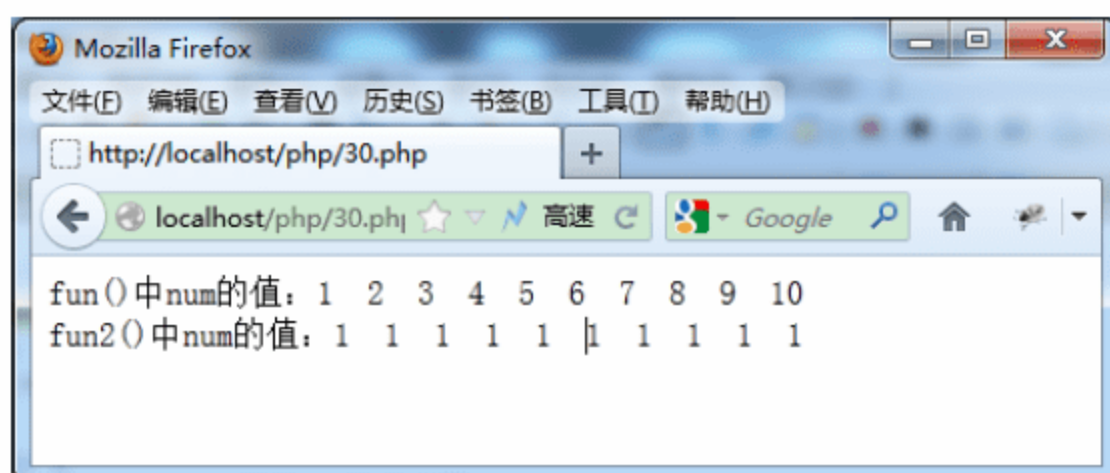 Mozilla Firefox
文件(F) 编辑(E) 查看(V) 历史(S) 书签(B) 工具(T) 帮助(H)
http://localhost/php/30.php
localhost/php/30.php 高速 Google
fun()中num的值：1 2 3 4 5 6 7 8 9 10
fun2()中num的值：1 1 1 1 1 1 1 1 1 1